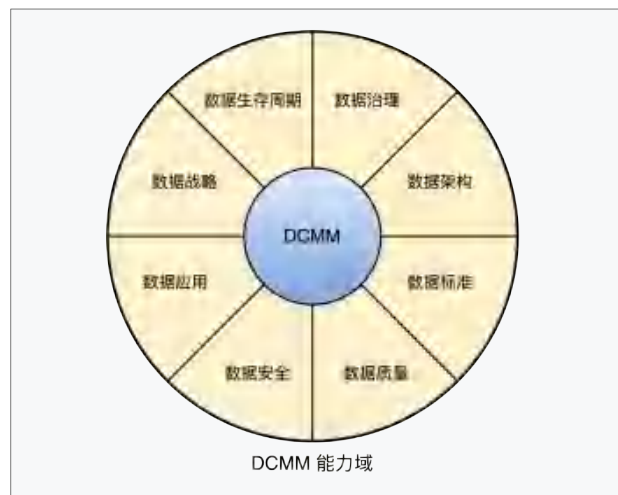 数据生存周期
数据治理
数据战略
数据架构
DCMM
数据应用
数据标准
数据安全
数据质量
DCMM 能力域